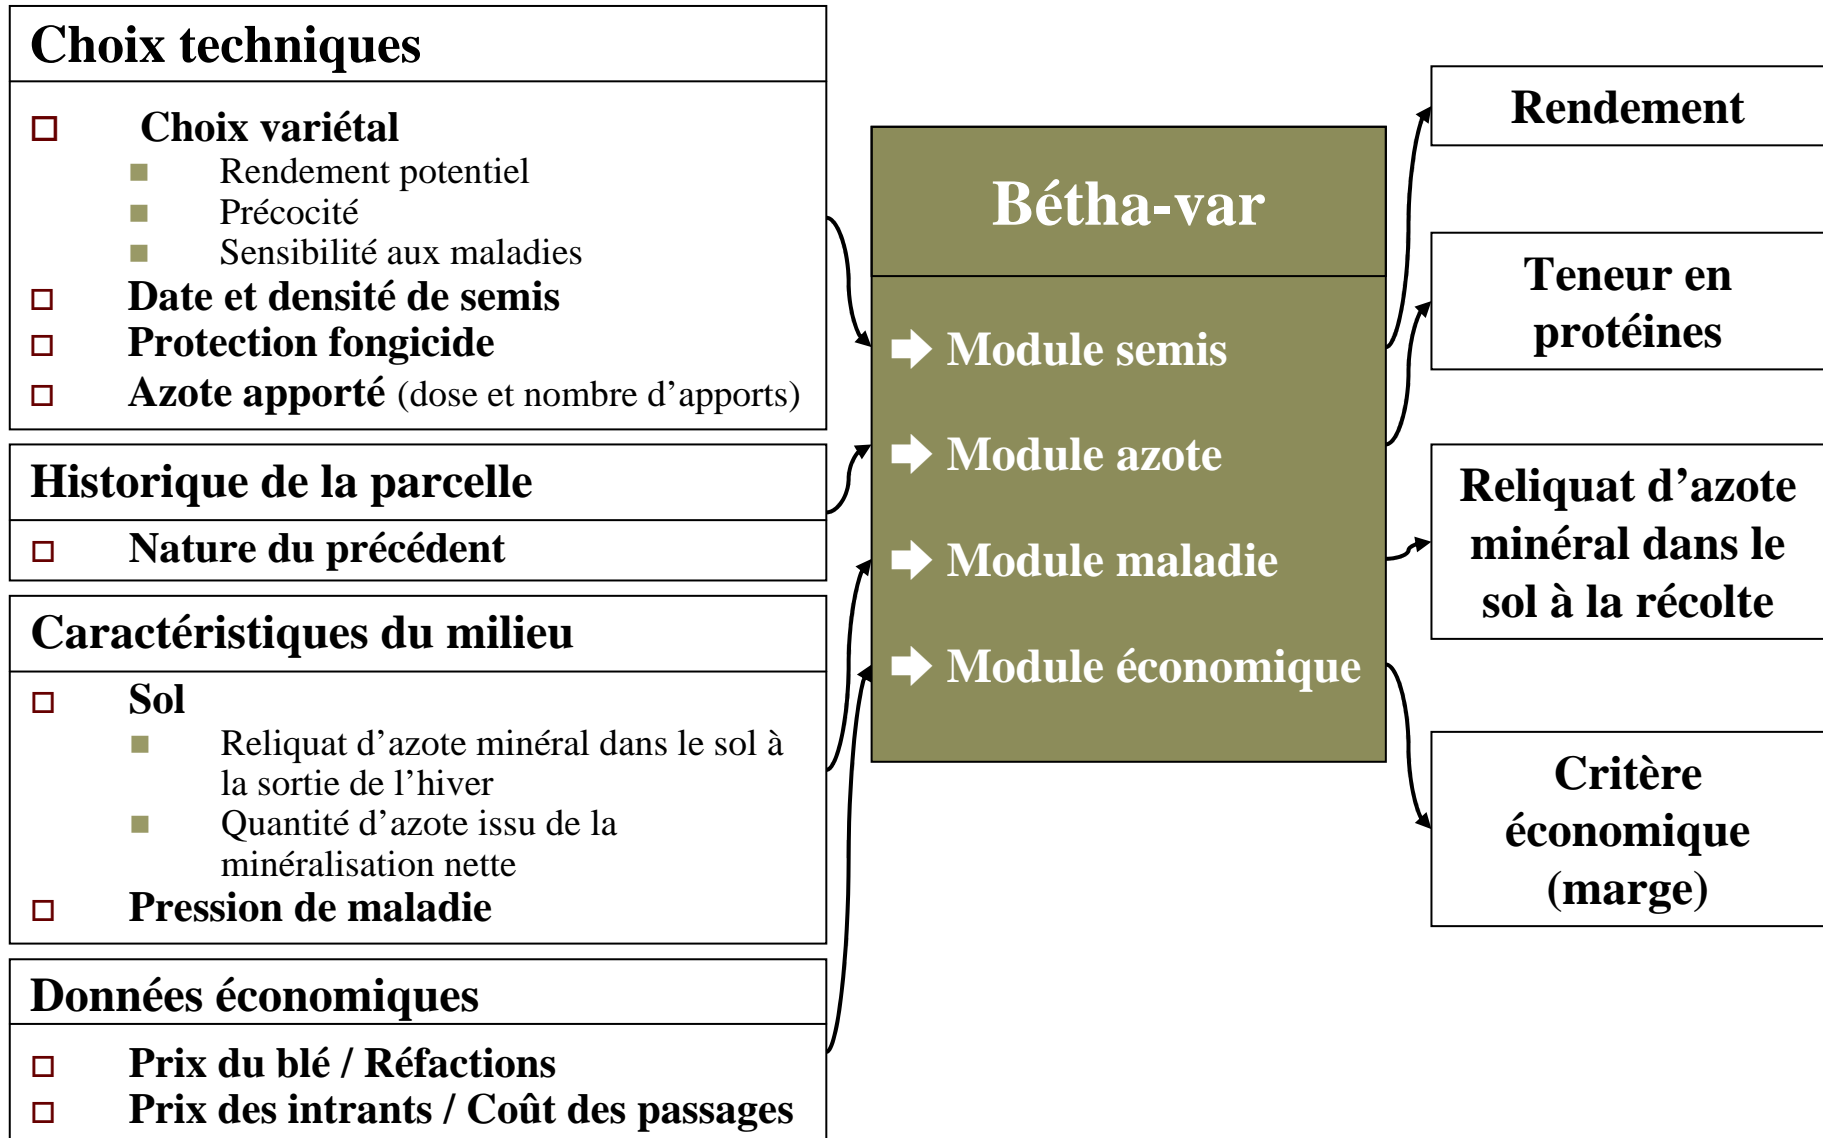 Choix techniques
Choix variétal
Rendement potentiel
Précocité
Sensibilité aux maladies
Date et densité de semis
Protection fongicide
Azote apporté (dose et nombre d’apports)
Historique de la parcelle
Nature du précédent
Caractéristiques du milieu
Sol
Reliquat d’azote minéral dans le sol à
la sortie de l’hiver
Quantité d’azote issu de la
minéralisation nette
Pression de maladie
Données économiques
Prix du blé / Réfactions
Prix des intrants / Coût des passages
Bétha-var
Module semis
Module azote
Module maladie
Module économique
Rendement
Teneur en
protéines
Reliquat d’azote
minéral dans le
sol à la récolte
Critère
économique
(marge)